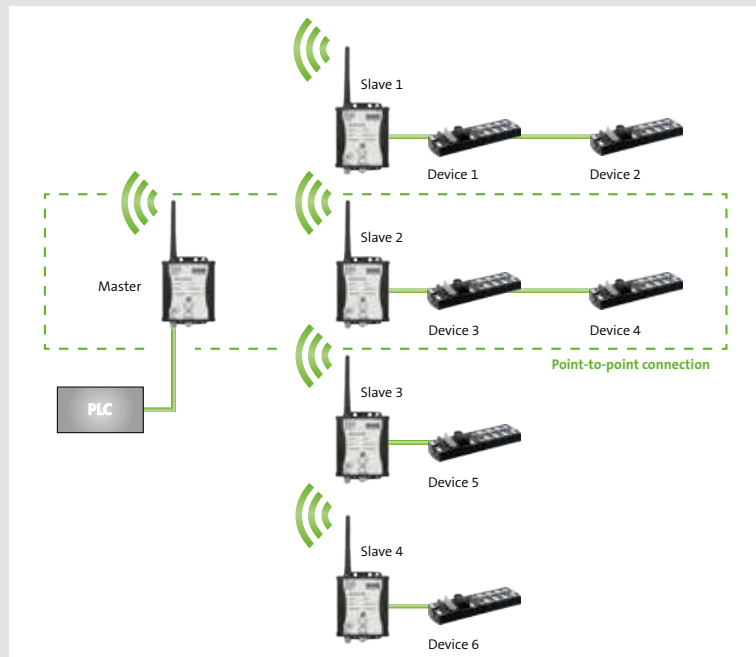 Slave 1
Device 1
Device 2
Slave 2
Master
Device 3
Device 4
Point-to-point connection
PLC
Slave 3
Device 5
Slave 4
Device 6